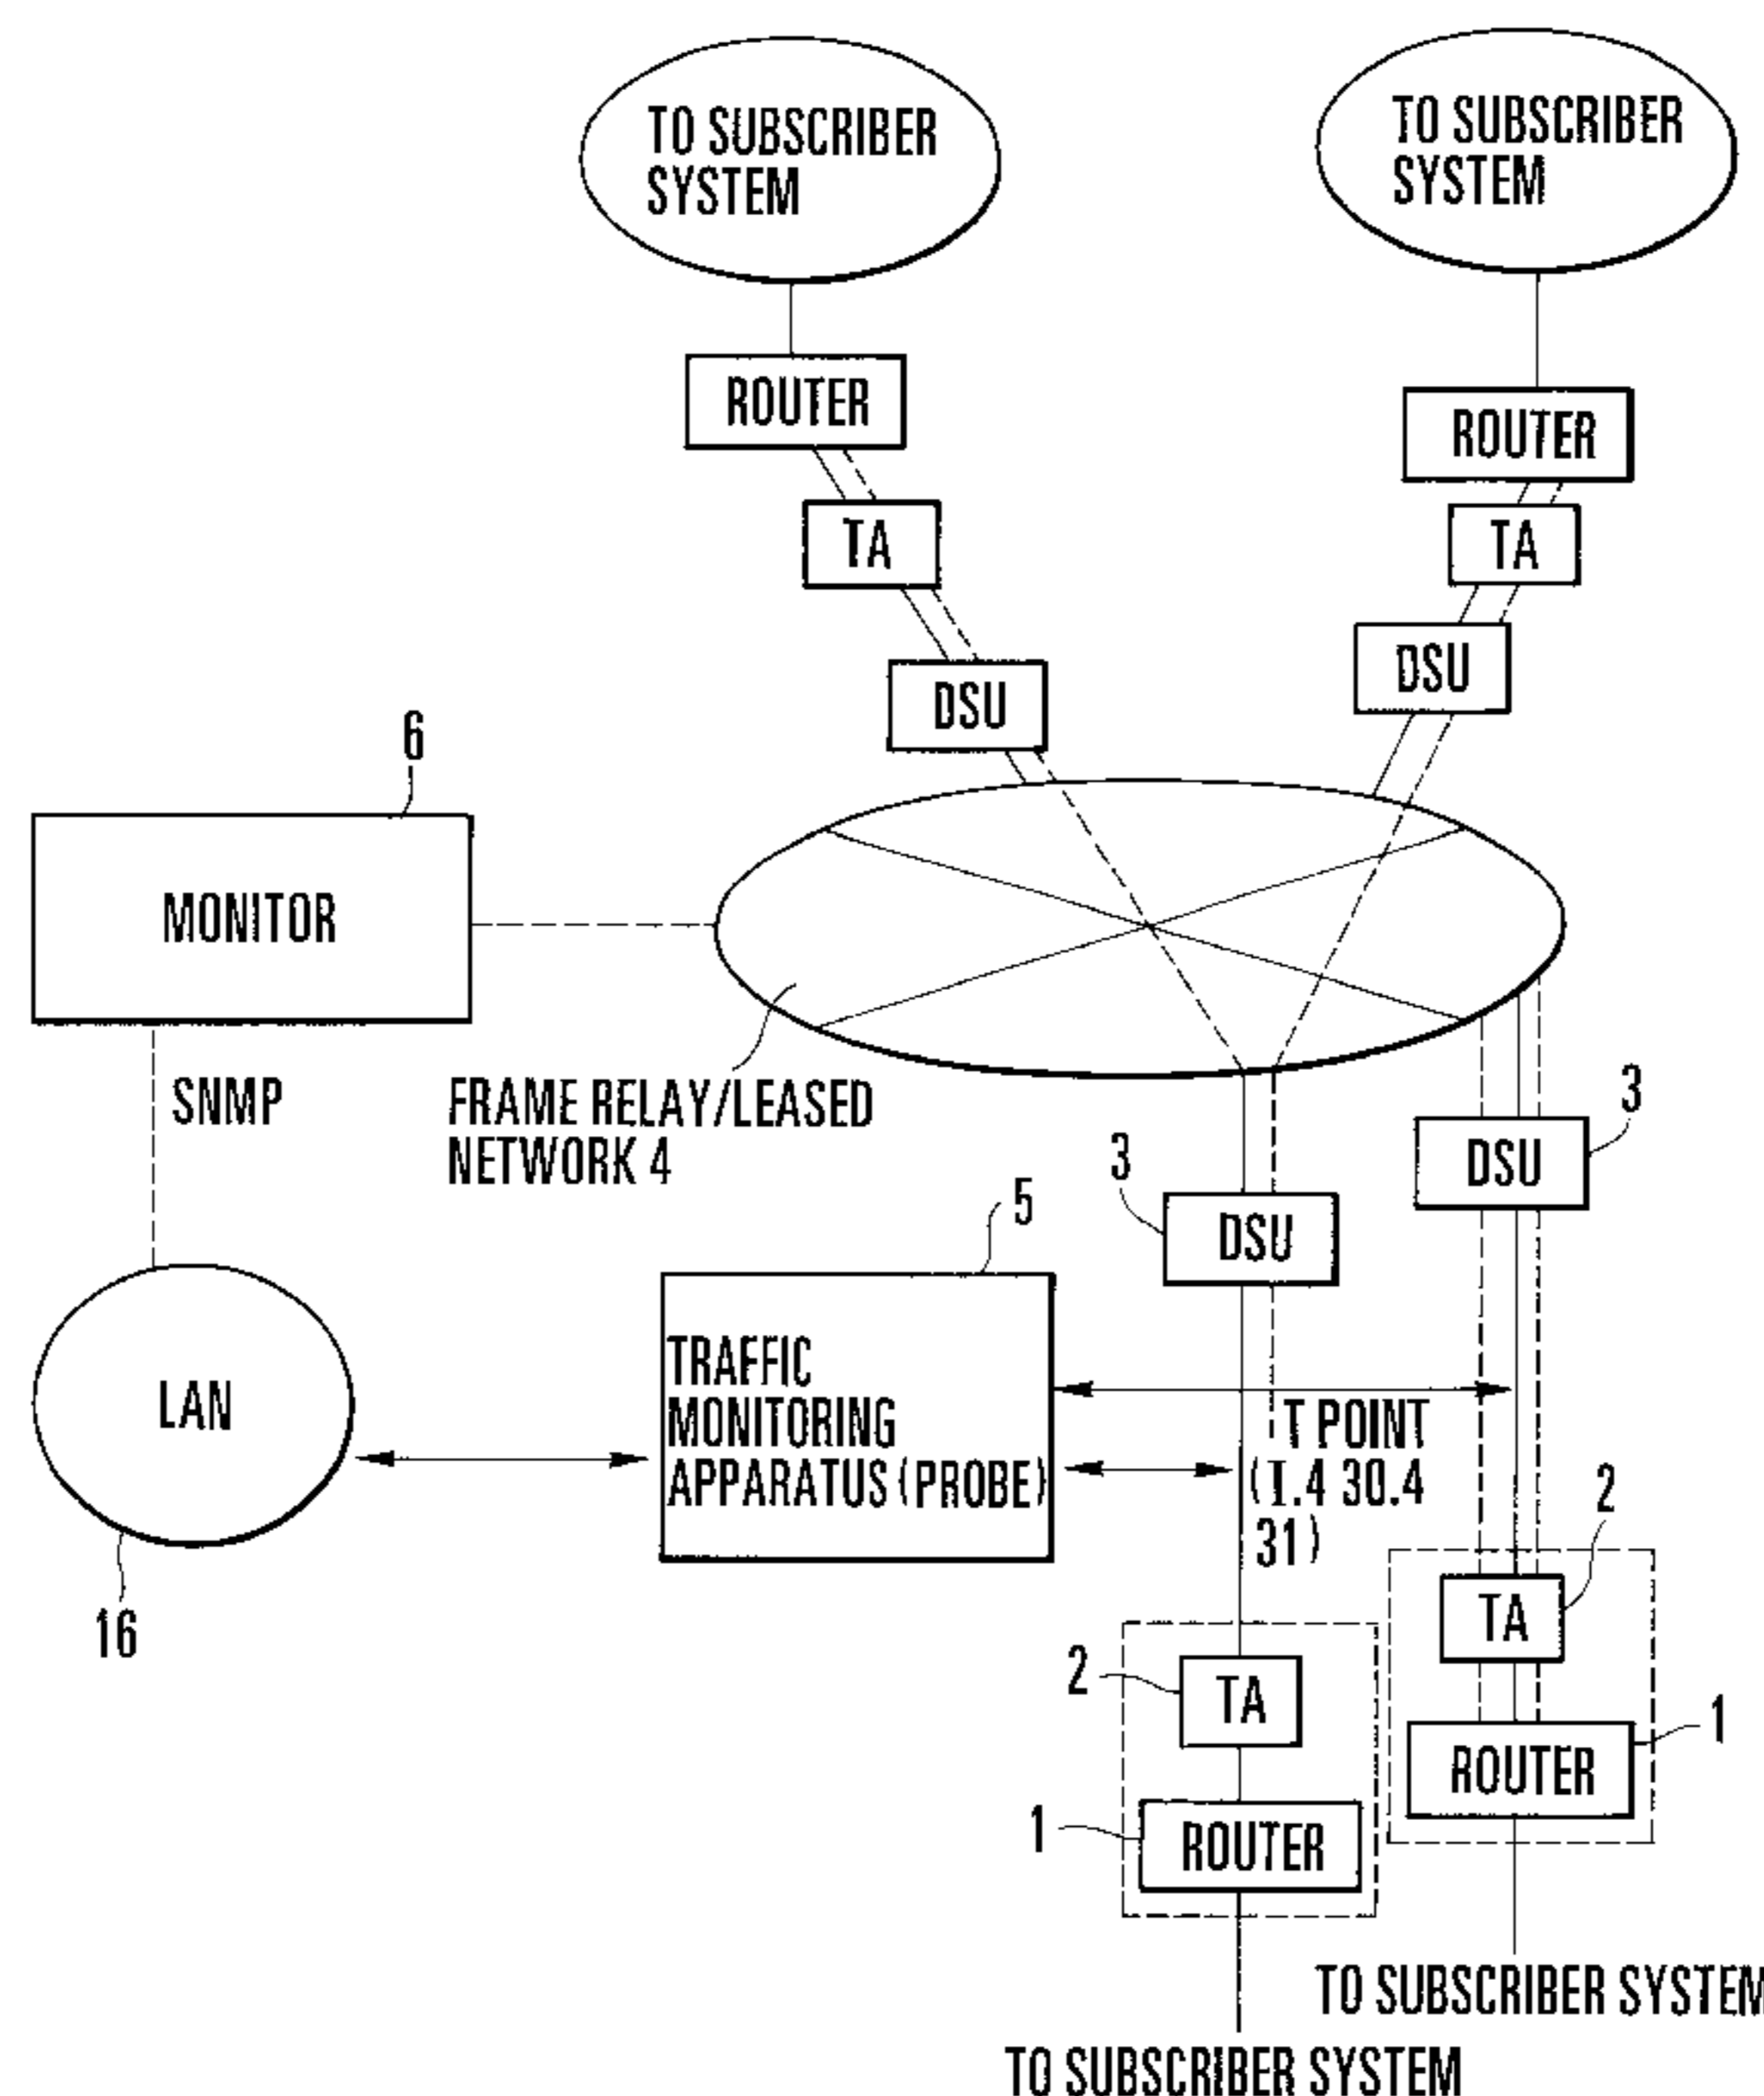 TO SUBSCRIBER
SYSTEM
TO SUBSCRIBER
SYSTEM
ROUTER
ROUTER
TA
TA
DSU
DSU
6
MONITOR
SNMP
FRAME RELAY/LEASED
NETWORK 4
3
DSU
3
DSU
5
TRAFFIC
MONITORING
APPARATUS (PROBE)
LAN
16
T POINT
(I.4 30.4
31)
2
TA
2
TA
1
ROUTER
1
ROUTER
TO SUBSCRIBER SYSTEM
TO SUBSCRIBER SYSTEM